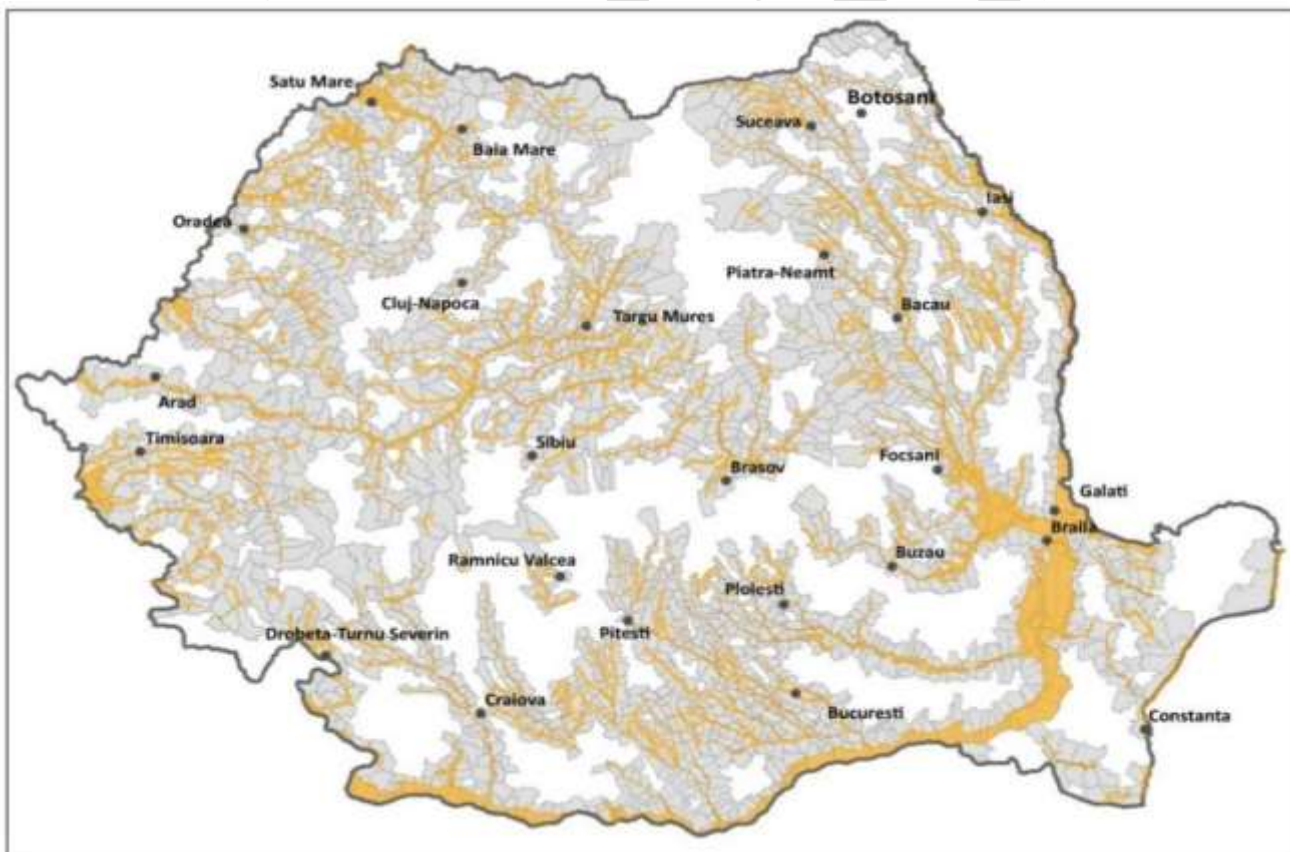 Satu Mare
Botosani
Suceava
Baia Mare
Iasi
Oradea
Piatra-Neamt
Cluj-Napoca
Bacau
Targu Mures
Arad
Timisoara
Sibiu
Focsani
Brasov
Galati
Braila
Buzau
Ramnicu Valcea
Ploiesti
Pitesti
Drobeta-Turnu Severin
Craiova
Bucuresti
Constanta